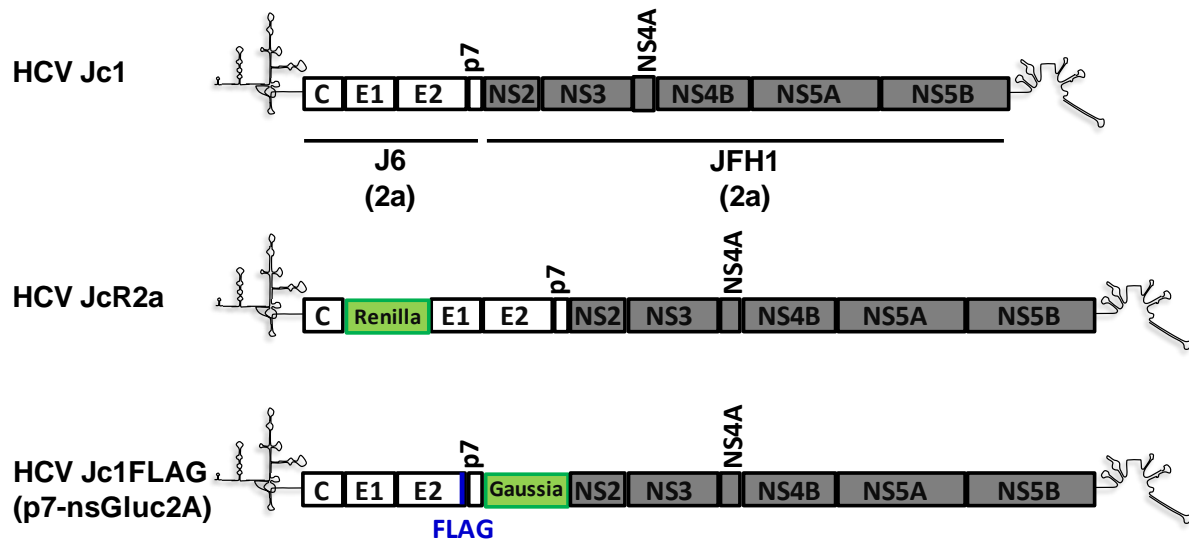 HCV Jc1
p7
NS4A
C E1 E2 NS2 NS3 NS4B NS5A NS5B
J6
(2a)
JFH1
(2a)
HCV JcR2a
p7
NS4A
C Renilla E1 E2 NS2 NS3 NS4B NS5A NS5B
HCV Jc1FLAG
(p7-nsGluc2A)
p7
NS4A
C E1 E2 Gaussia NS2 NS3 NS4B NS5A NS5B
FLAG